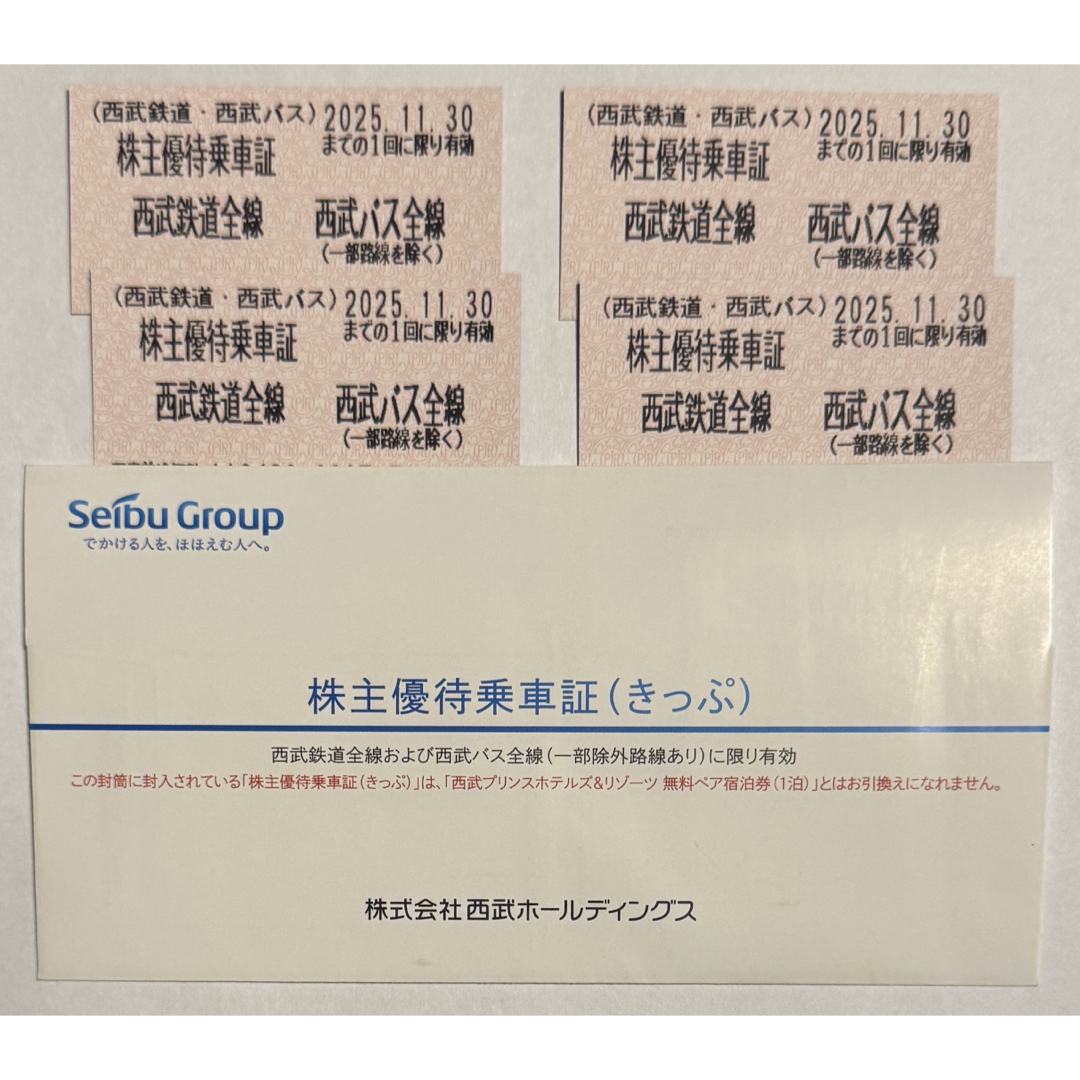 (西武鉄道・西武バス) 2025.11.30
までの1回に限り有効
株主優待乗車証
西武鉄道全線 西武バス全線
(一部路線を除く)
(西武鉄道・西武バス) 2025.11.30
までの1回に限り有効
株主優待乗車証
西武鉄道全線 西武バス全線
(一部路線を除く)
(西武鉄道・西武バス) 2025.11.30
までの1回に限り有効
株主優待乗車証
西武鉄道全線 西武バス全線
(一部路線を除く)
(西武鉄道・西武バス) 2025.11.30
までの1回に限り有効
株主優待乗車証
西武鉄道全線 西武バス全線
(一部路線を除く)
Seibu Group
でかける人を、ほほえむ人へ。
株主優待乗車証(きっぷ)
西武鉄道全線および西武バス全線(一部除外路線あり)に限り有効
この封筒に封入されている「株主優待乗車証(きっぷ)」は、「西武プリンスホテルズ&リゾーツ 無料ペア宿泊券(1泊)」とはお引換えになれません。
株式会社西武ホールディングス